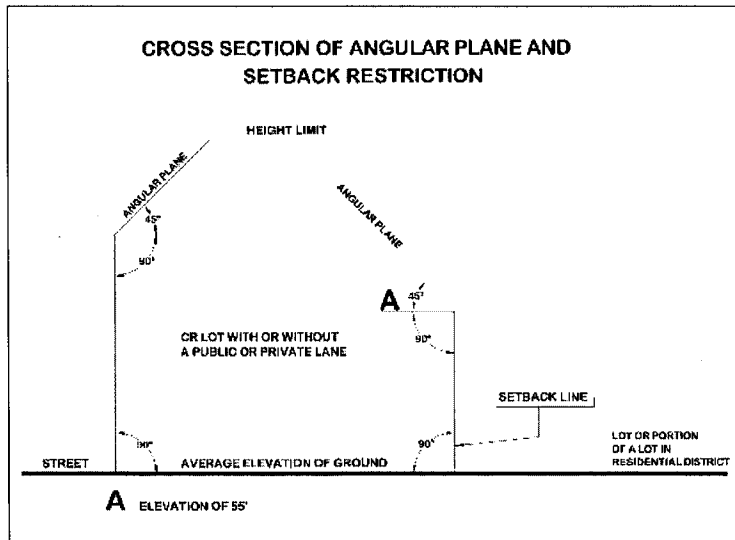 CROSS SECTION OF ANGULAR PLANE AND
SETBACK RESTRICTION
HEIGHT LIMIT
ANGULAR PLANE
ANGULAR PLANE
45°
90°
A
45°
90°
CR LOT WITH OR WITHOUT
A PUBLIC OR PRIVATE LANE
SETBACK LINE
90°
90°
LOT OR PORTION
OF A LOT IN
RESIDENTIAL DISTRICT
STREET
AVERAGE ELEVATION OF GROUND
A ELEVATION OF 55'